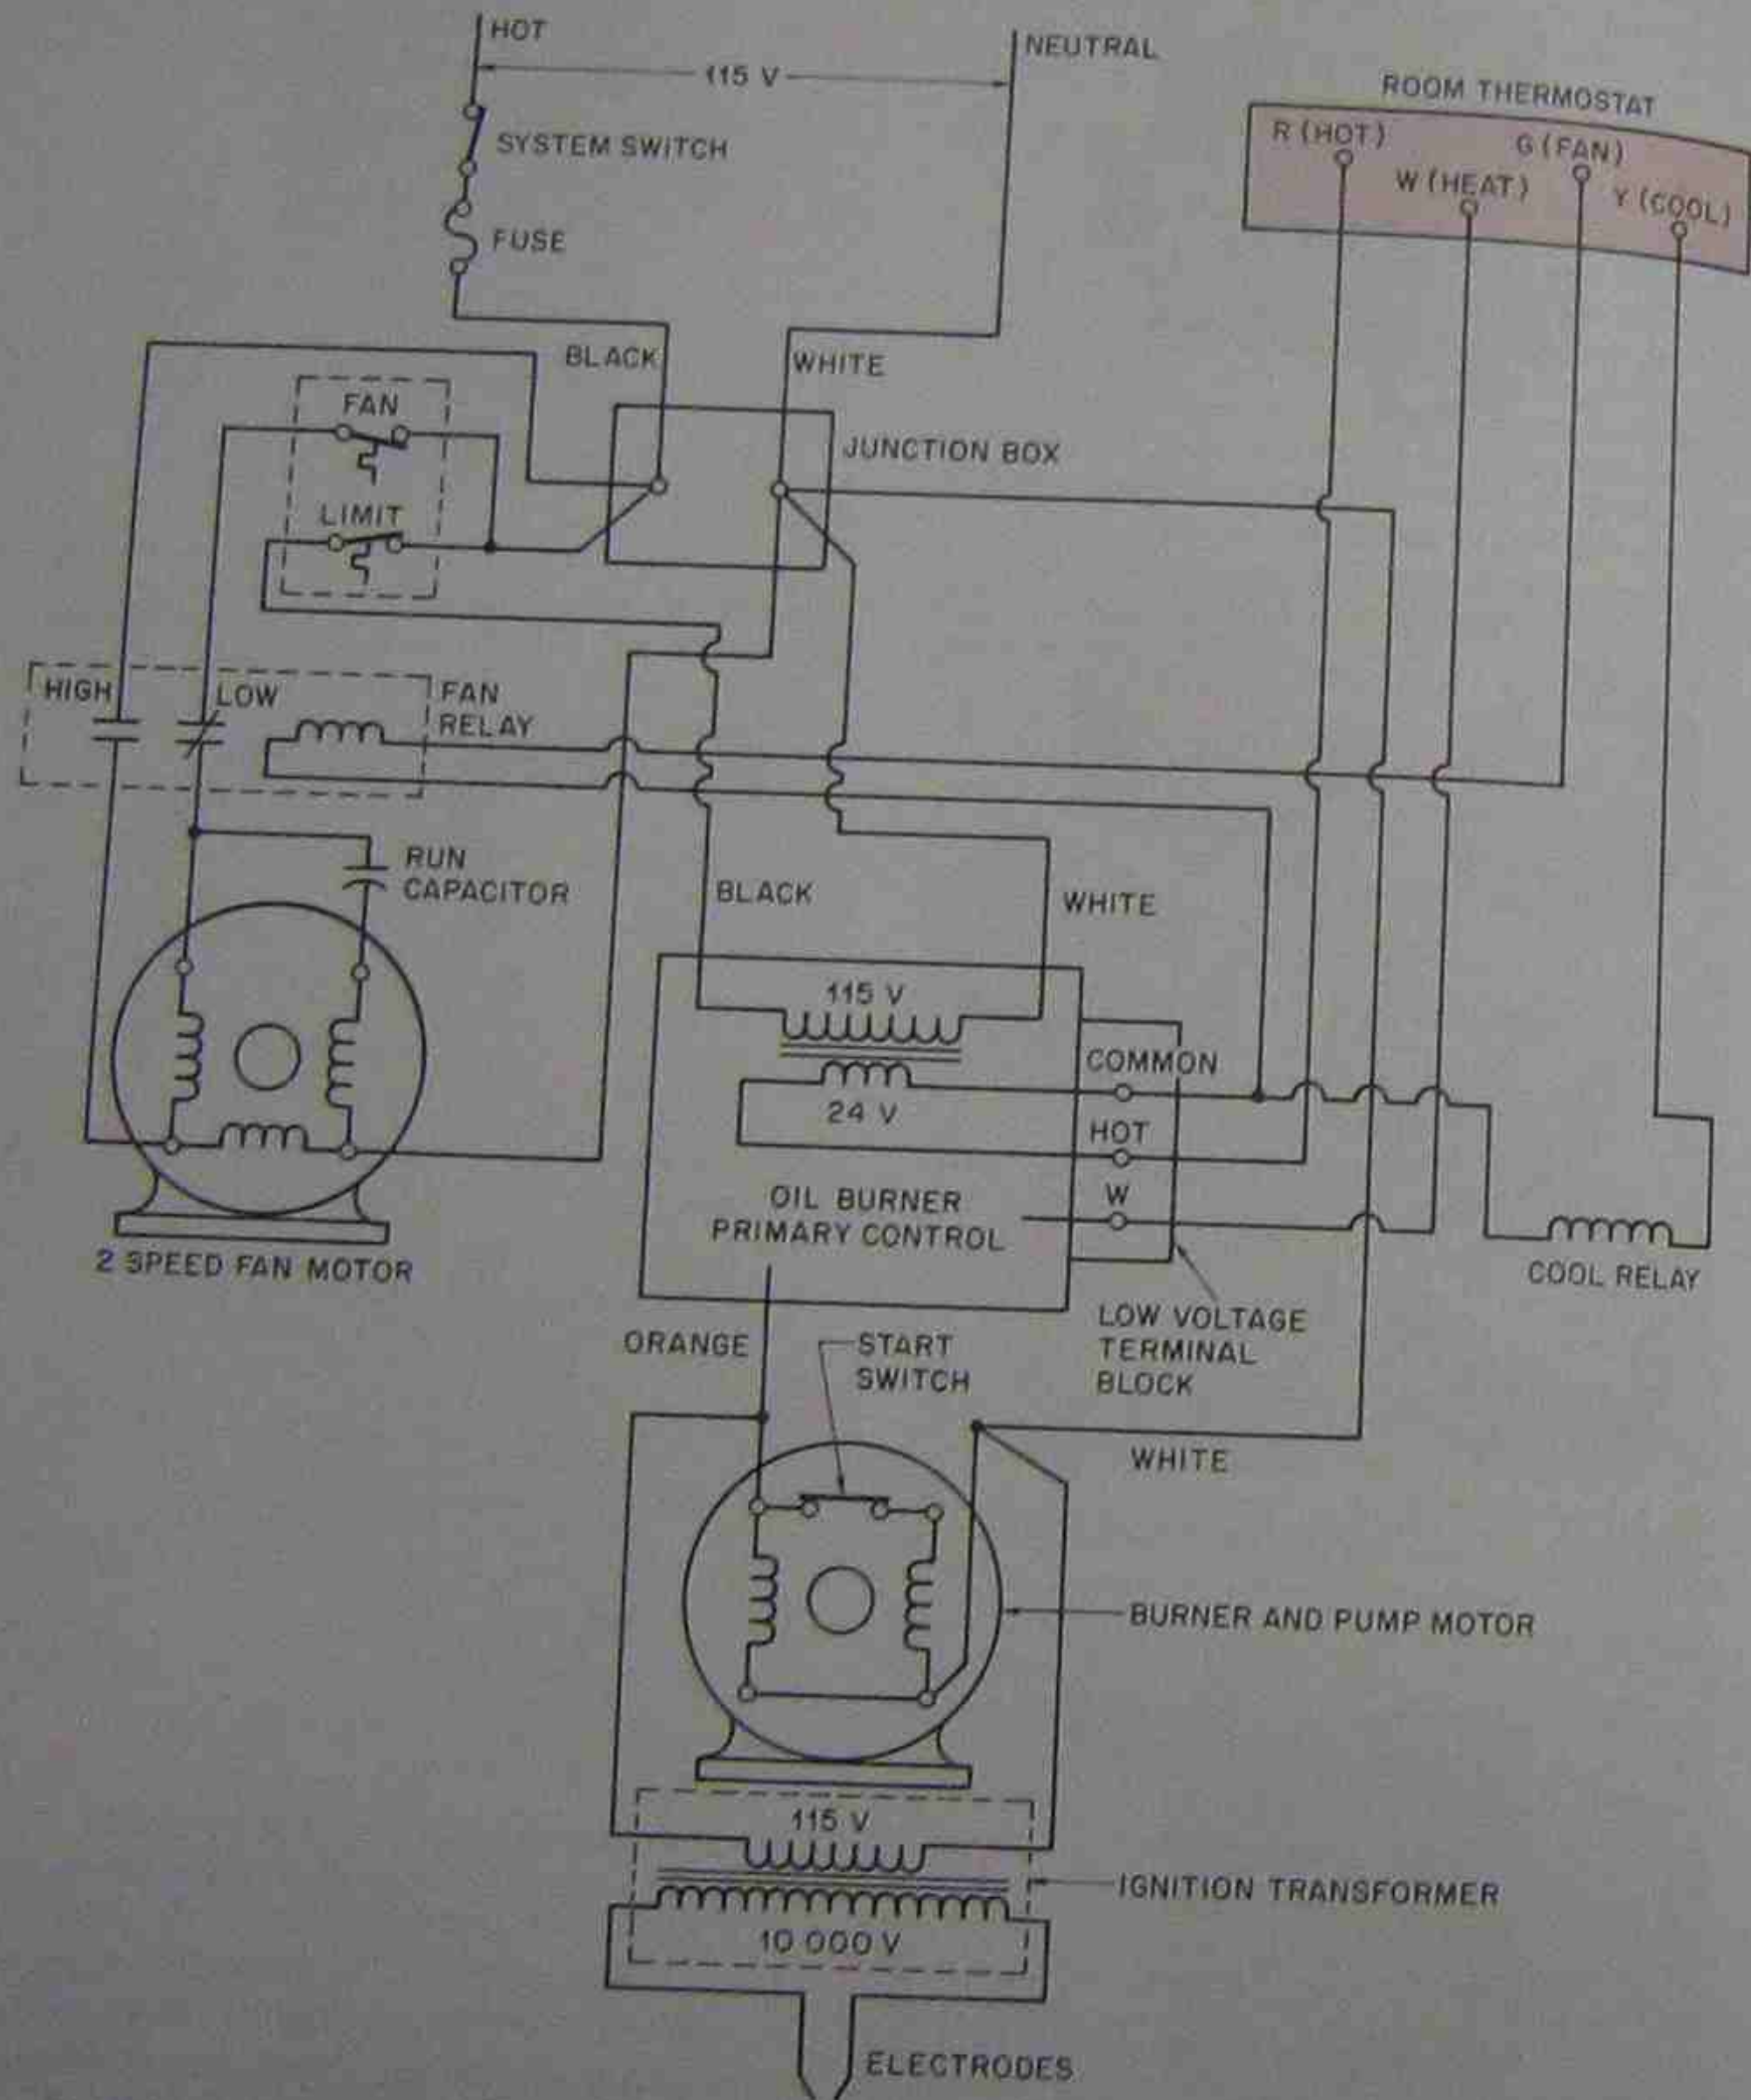 HOT
NEUTRAL
115 V
ROOM THERMOSTAT
R (HOT)
G (FAN)
W (HEAT)
Y (COOL)
SYSTEM SWITCH
FUSE
BLACK
WHITE
FAN
JUNCTION BOX
LIMIT
HIGH
LOW
FAN
RELAY
RUN
CAPACITOR
BLACK
WHITE
115 V
COMMON
24 V
HOT
W
OIL BURNER
PRIMARY CONTROL
2 SPEED FAN MOTOR
COOL RELAY
LOW VOLTAGE
TERMINAL
BLOCK
ORANGE
START
SWITCH
WHITE
BURNER AND PUMP MOTOR
115 V
IGNITION TRANSFORMER
10 000 V
ELECTRODES